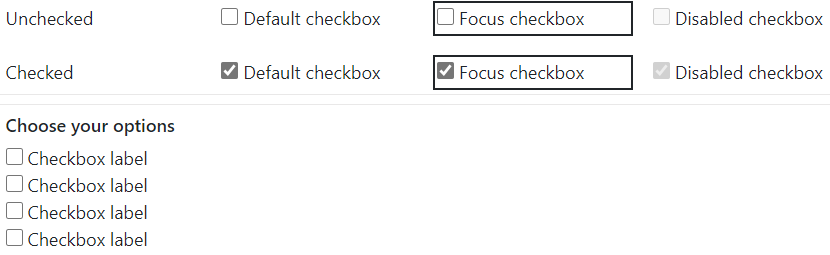 Unchecked Default checkbox Focus checkbox Disabled checkbox
Checked Default checkbox Focus checkbox Disabled checkbox
Choose your options
Checkbox label
Checkbox label
Checkbox label
Checkbox label